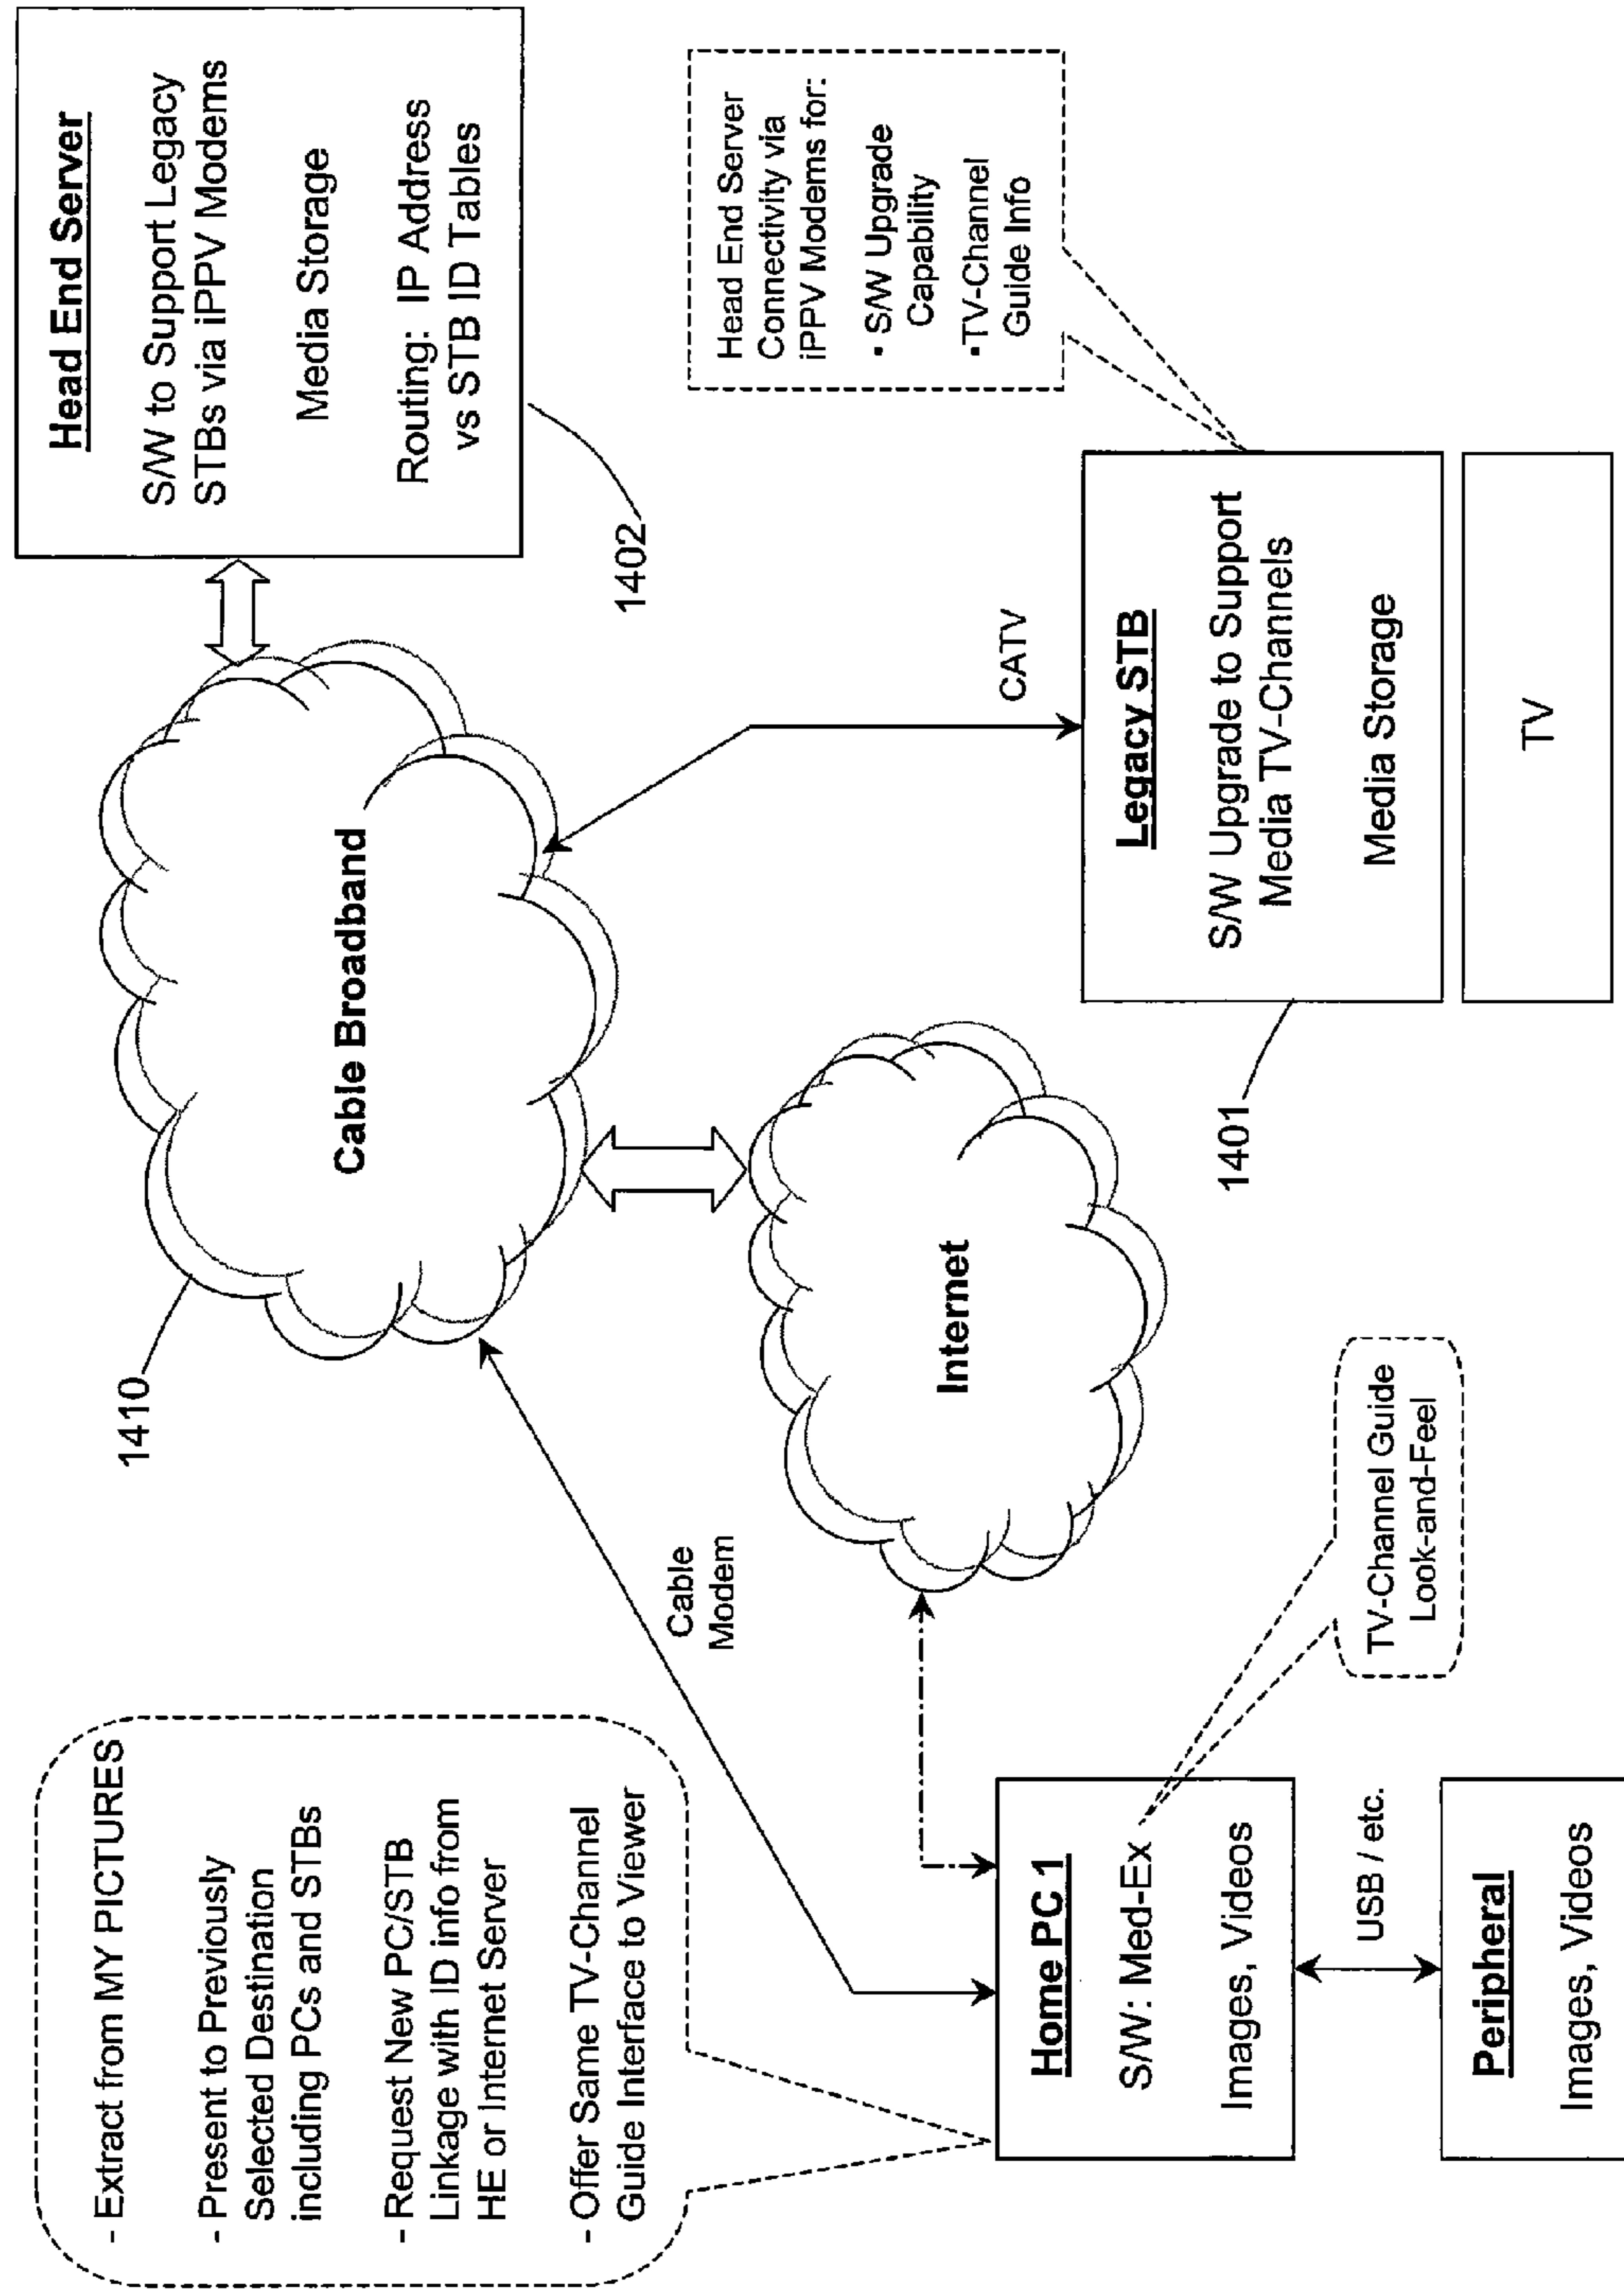 - Extract from MY PICTURES
- Present to Previously
Selected Destination
including PCs and STBs
- Request New PC/STB
Linkage with ID info from
HE or Internet Server
- Offer Same TV-Channel
Guide Interface to Viewer
1410
Cable Broadband
Head End Server
S/W to Support Legacy
STBs via iPPV Modems
Media Storage
Routing: IP Address
vs STB ID Tables
1402
Cable
Modem
Internet
CATV
Head End Server
Connectivity via
iPPV Modems for:
• S/W Upgrade
Capability
• TV-Channel
Guide Info
Home PC 1
S/W: Med-Ex
Images, Videos
TV-Channel Guide
Look-and-Feel
USB / etc.
Peripheral
Images, Videos
1401
Legacy STB
S/W Upgrade to Support
Media TV-Channels
Media Storage
TV